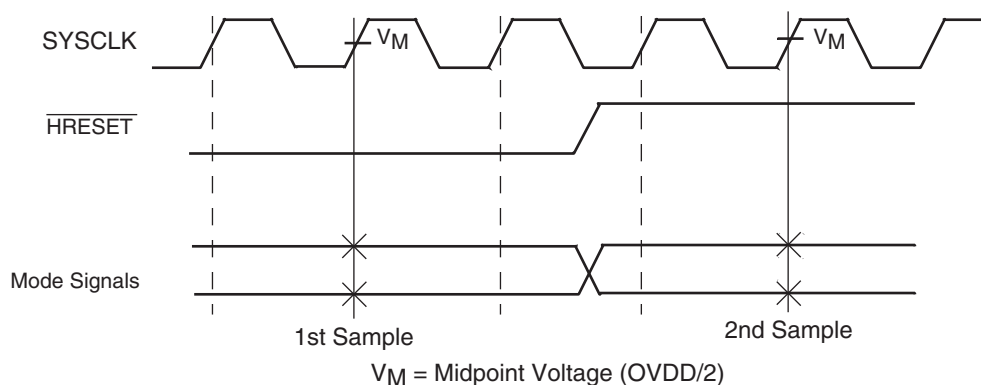 SYSCLK
VM
VM
HRESET
Mode Signals
1st Sample
2nd Sample
VM = Midpoint Voltage (OVDD/2)